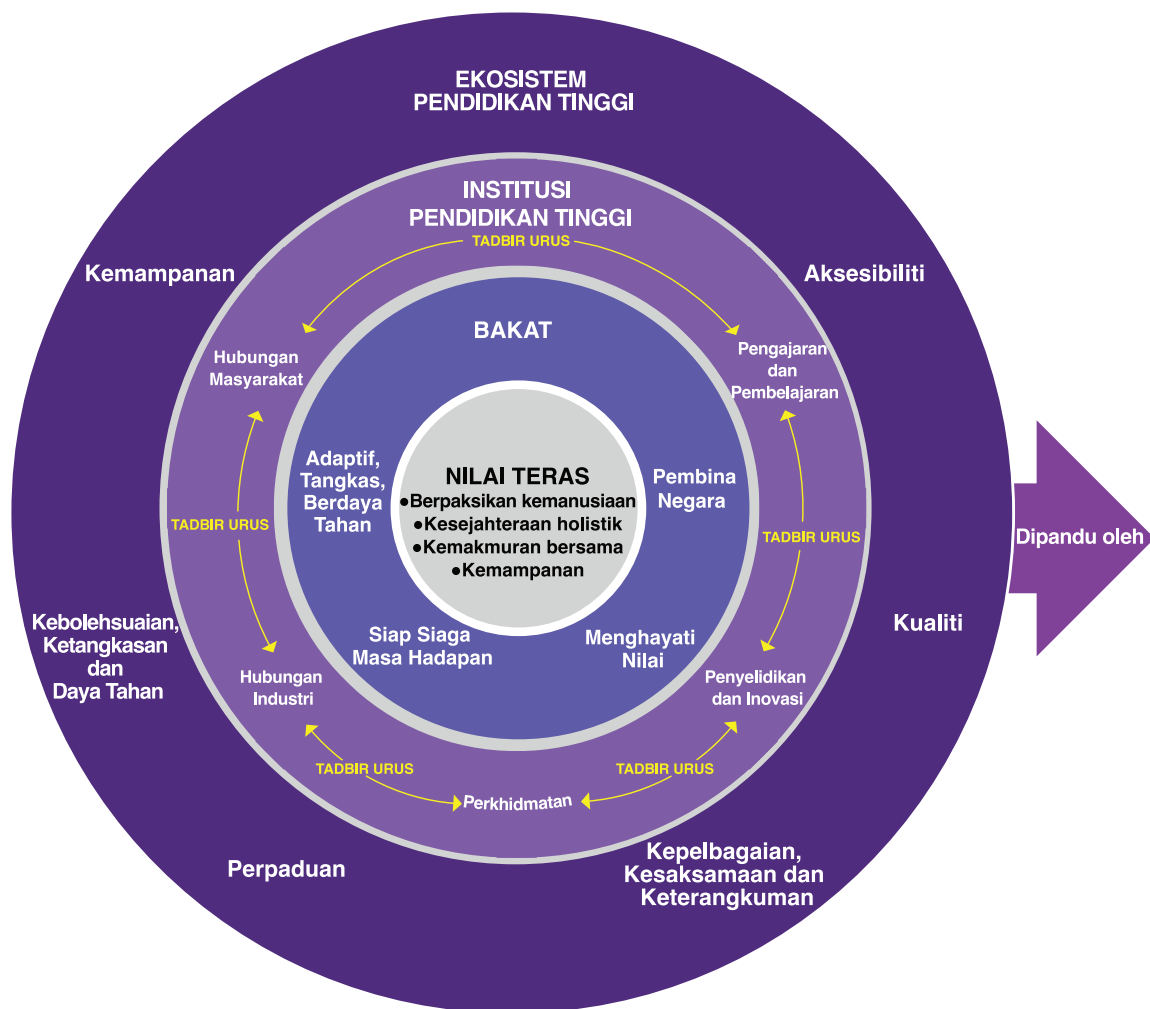 EKOSISTEM
PENDIDIKAN TINGGI
INSTITUSI
PENDIDIKAN TINGGI
TADBIR URUS
Kemampanan
Aksesibiliti
BAKAT
Hubungan
Masyarakat
Pengajaran
dan
Pembelajaran
Adaptif,
Tangkas,
Berdaya
Tahan
NILAI TERAS
●Berpaksikan kemanusiaan
●Kesejahteraan holistik
●Kemakmuran bersama
●Kemampanan
Pembina
Negara
TADBIR URUS
TADBIR URUS
Dipandu oleh
Kebolehsuaian,
Ketangkasan
dan
Daya Tahan
Siap Siaga
Masa Hadapan
Menghayati
Nilai
Kualiti
Hubungan
Industri
Penyelidikan
dan Inovasi
TADBIR URUS
TADBIR URUS
Perkhidmatan
Perpaduan
Kepelbagaian,
Kesaksamaan dan
Keterangkuman